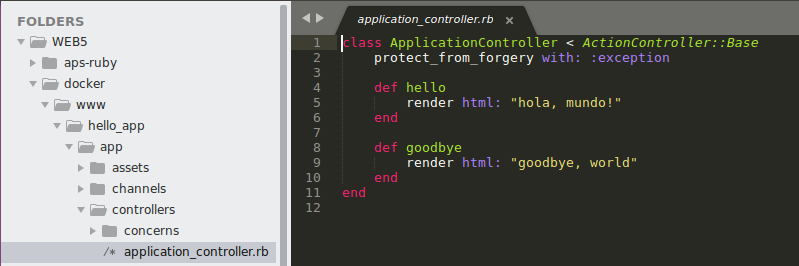 FOLDERS
WEB5
aps-ruby
docker
www
hello_app
app
assets
channels
controllers
concerns
/* application_controller.rb
application_controller.rb ×
1 class ApplicationController < ActionController::Base
2     protect_from_forgery with: :exception
3
4     def hello
5         render html: "hola, mundo!"
6     end
7
8     def goodbye
9         render html: "goodbye, world"
10     end
11 end
12